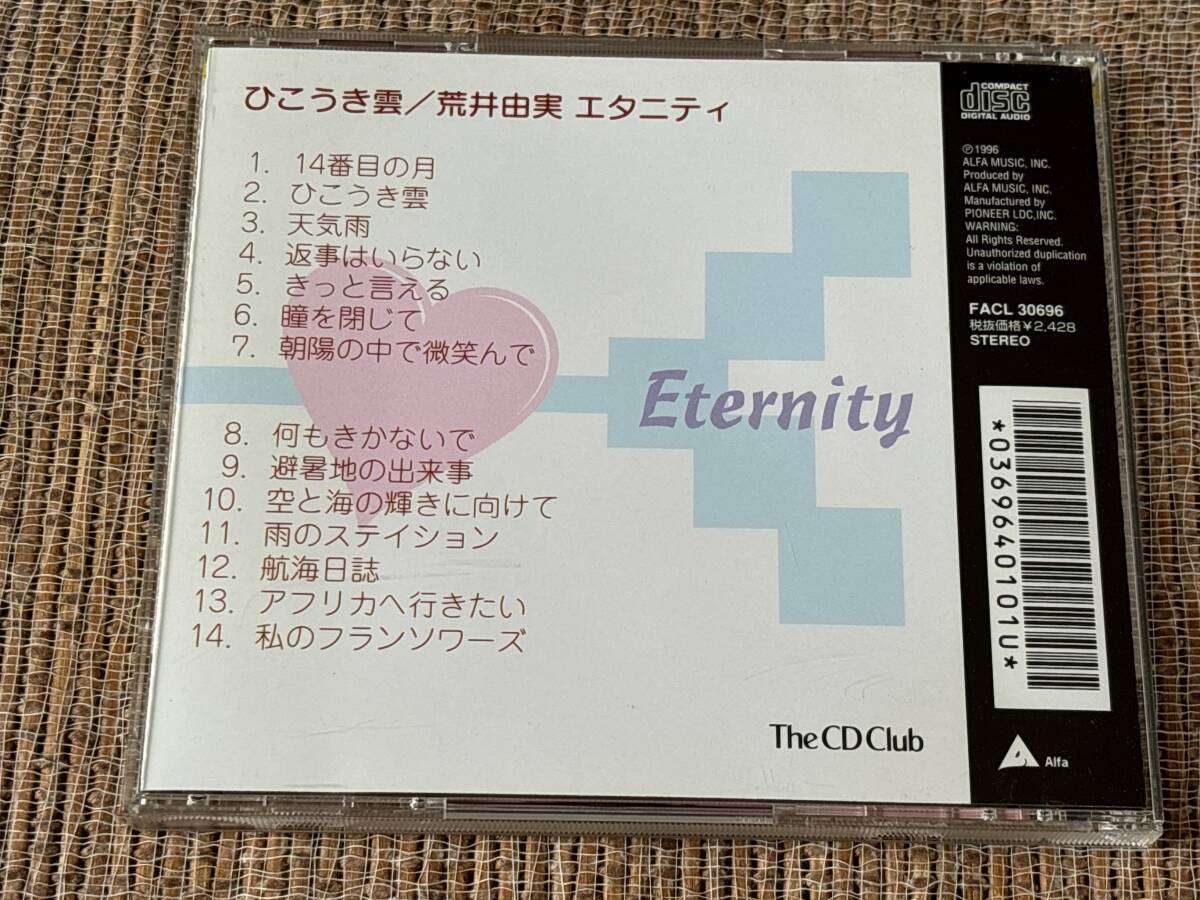 ひこうき雲／荒井由実 エタニティ
1. 14番目の月
2. ひこうき雲
3. 天気雨
4. 返事はいらない
5. きっと言える
6. 瞳を閉じて
7. 朝陽の中で微笑んで
8. 何もきかないで
9. 避暑地の出来事
10. 空と海の輝きに向けて
11. 雨のステイション
12. 航海日誌
13. アフリカへ行きたい
14. 私のフランソワーズ
Eternity
The CD Club
COMPACT
disc
DIGITAL AUDIO
℗1996
ALFA MUSIC, INC.
Produced by
ALFA MUSIC, INC.
Manufactured by
PIONEER LDC,INC.
WARNING:
All Rights Reserved.
Unauthorized duplication
is a violation of
applicable laws.
FACL 30696
税抜価格¥2,428
STEREO
*0369640101U*
Alfa